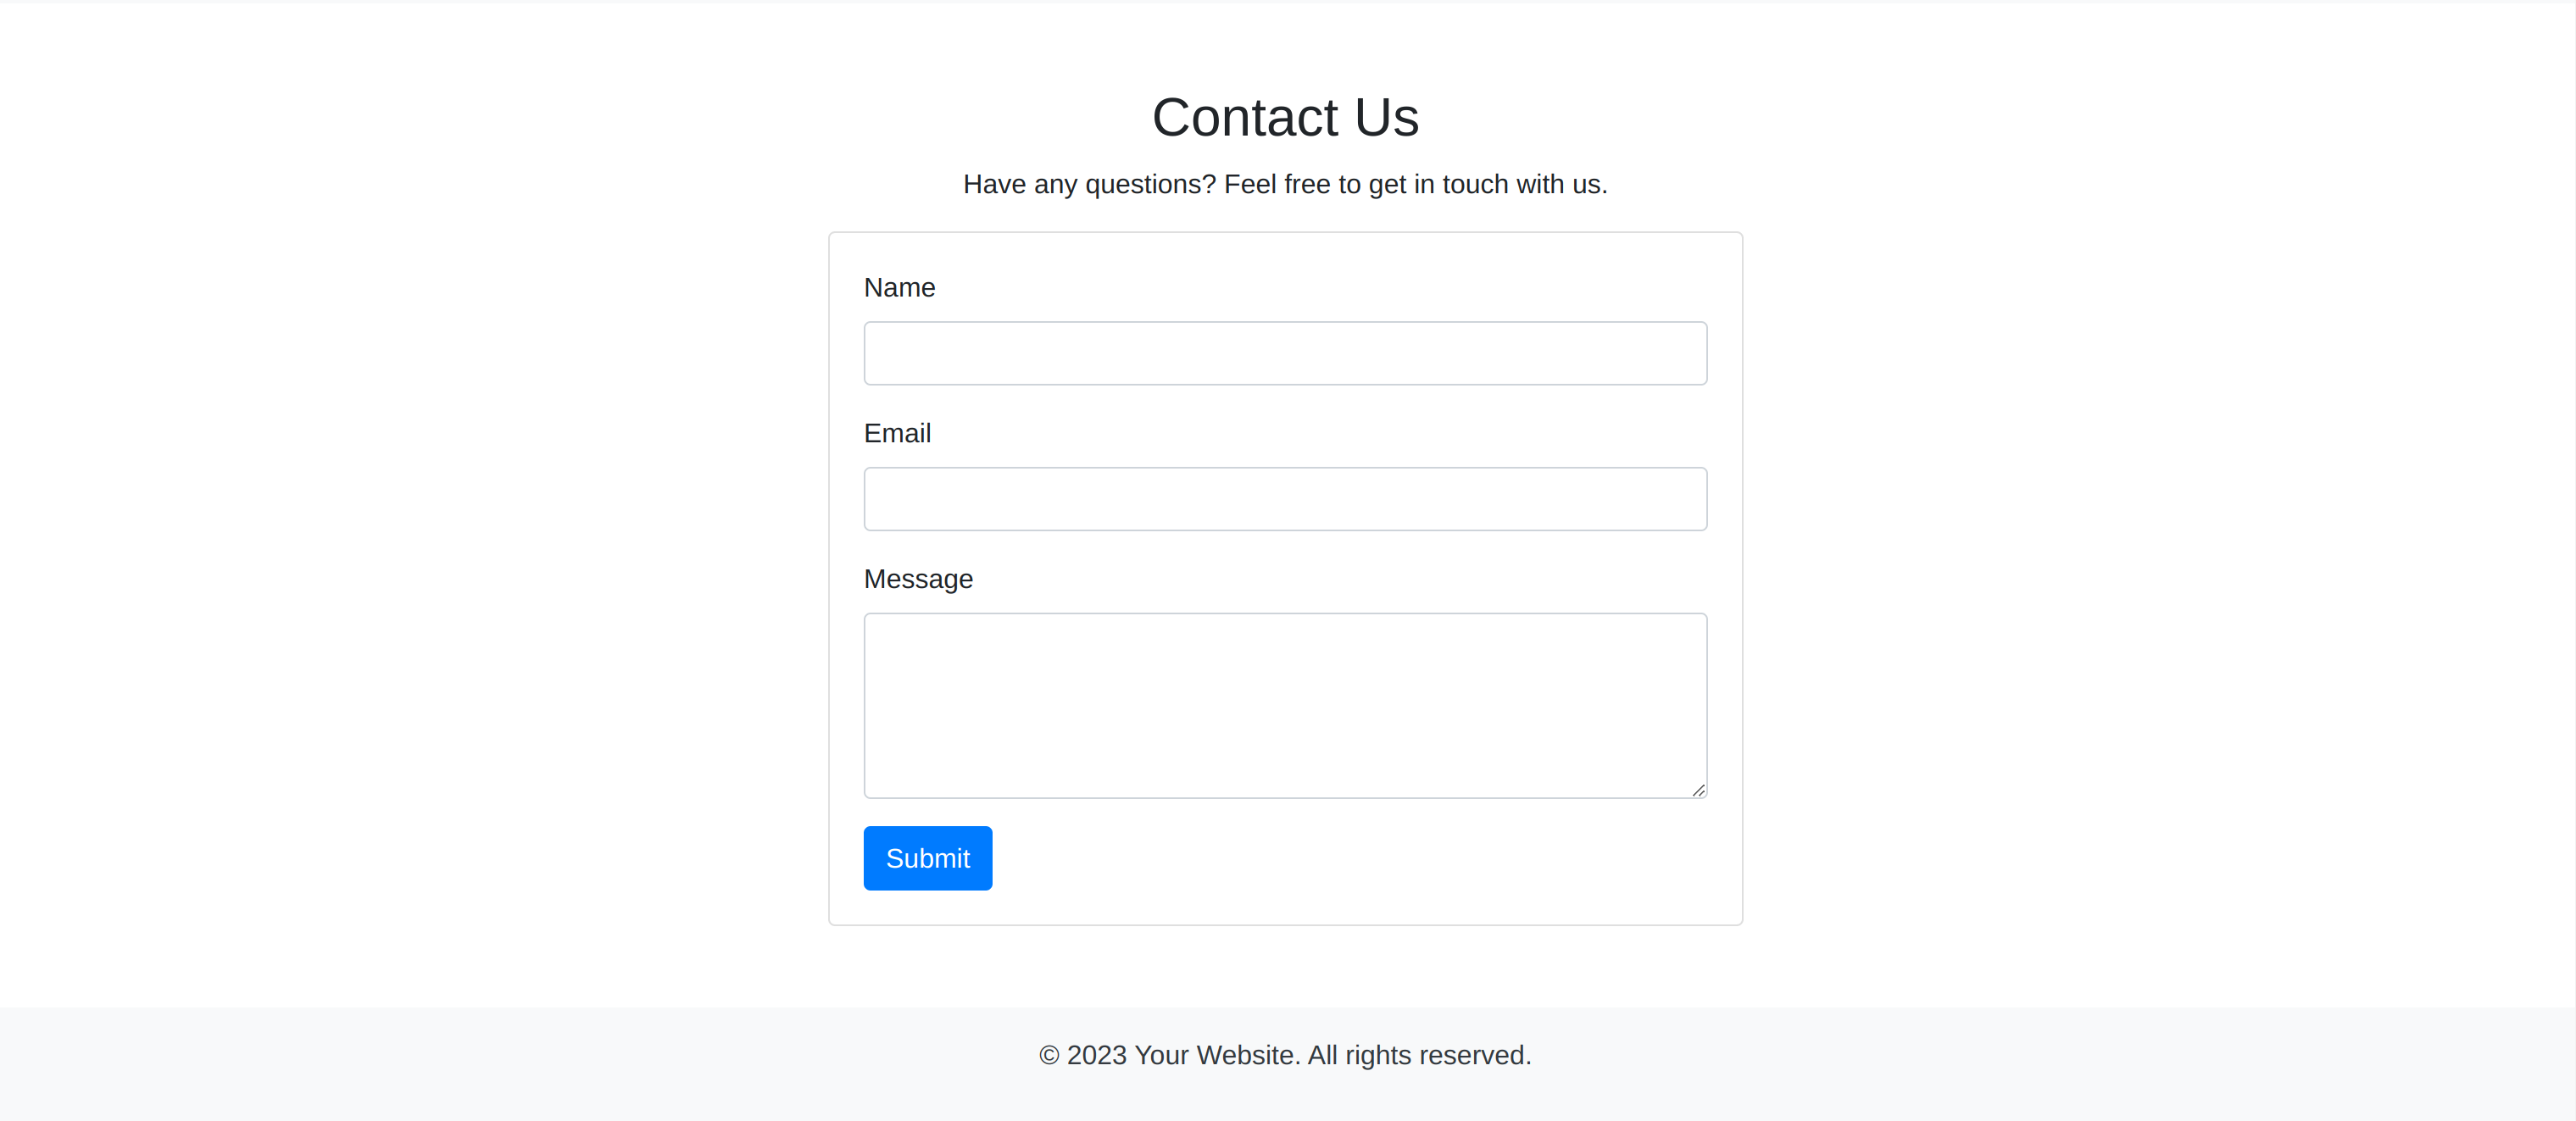 Contact Us
Have any questions? Feel free to get in touch with us.
Name
Email
Message
Submit
© 2023 Your Website. All rights reserved.